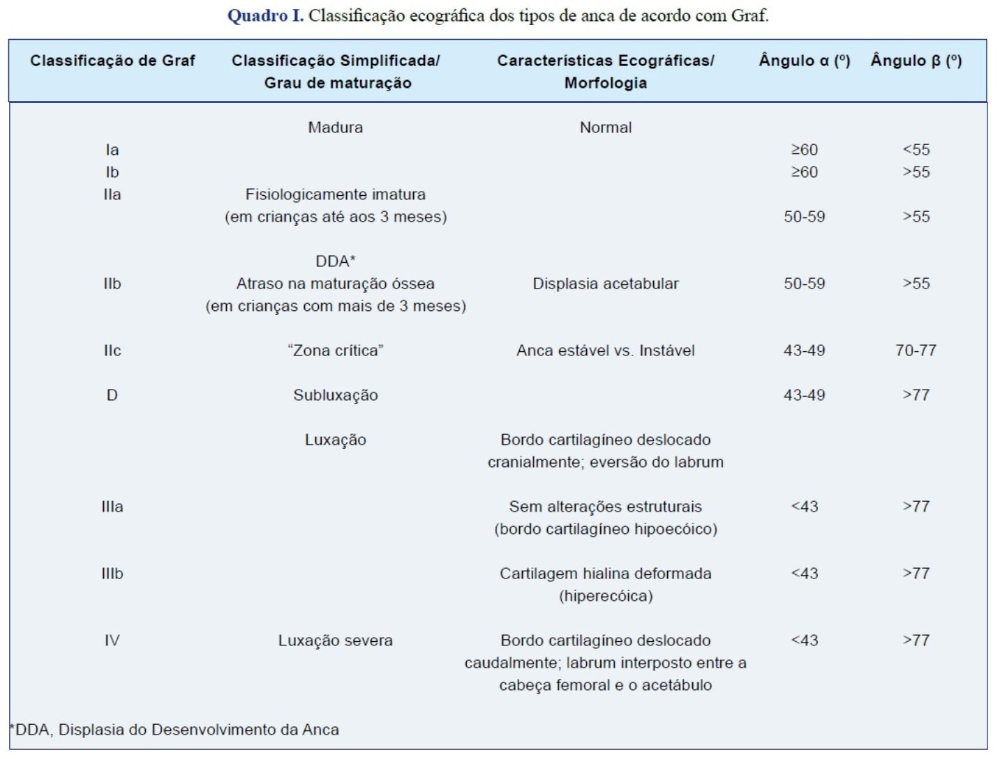 Quadro I. Classificação ecográfica dos tipos de anca de acordo com Graf.
Classificação de Graf Classificação Simplificada/ Características Ecográficas/ Ângulo α (º) Ângulo β (º)
Grau de maturação Morfologia
Madura Normal
Ia ≥60 <55
Ib ≥60 >55
IIa Fisiologicamente imatura
(em crianças até aos 3 meses) 50-59 >55
DDA*
IIb Atraso na maturação óssea Displasia acetabular 50-59 >55
(em crianças com mais de 3 meses)
IIc “Zona crítica” Anca estável vs. Instável 43-49 70-77
D Subluxação 43-49 >77
Luxação Bordo cartilagíneo deslocado
cranialmente; eversão do labrum
IIIa Sem alterações estruturais <43 >77
(bordo cartilagíneo hipoecóico)
IIIb Cartilagem hialina deformada <43 >77
(hiperecóica)
IV Luxação severa Bordo cartilagíneo deslocado <43 >77
caudalmente; labrum interposto entre a
cabeça femoral e o acetábulo
*DDA, Displasia do Desenvolvimento da Anca